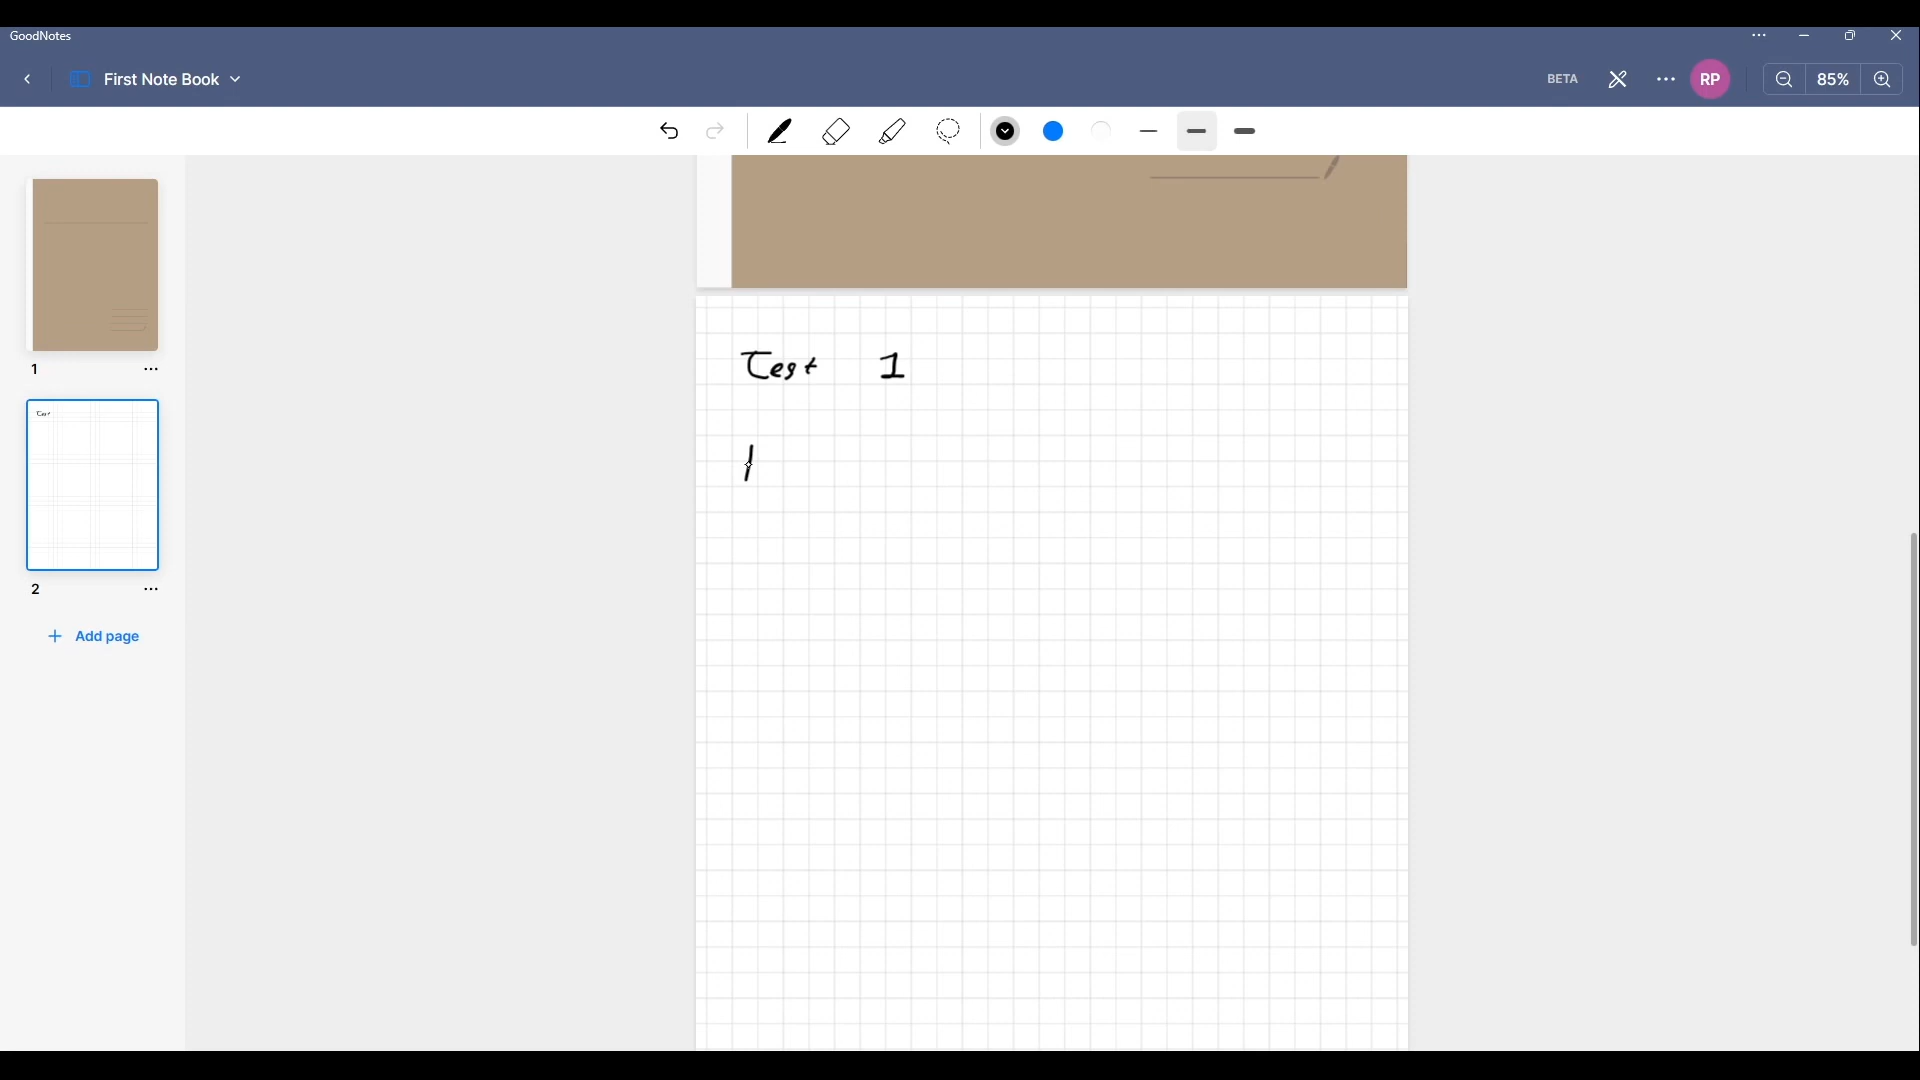 GoodNotes
First Note Book
BETA
RP
85%
Test 1
1
2
Add page